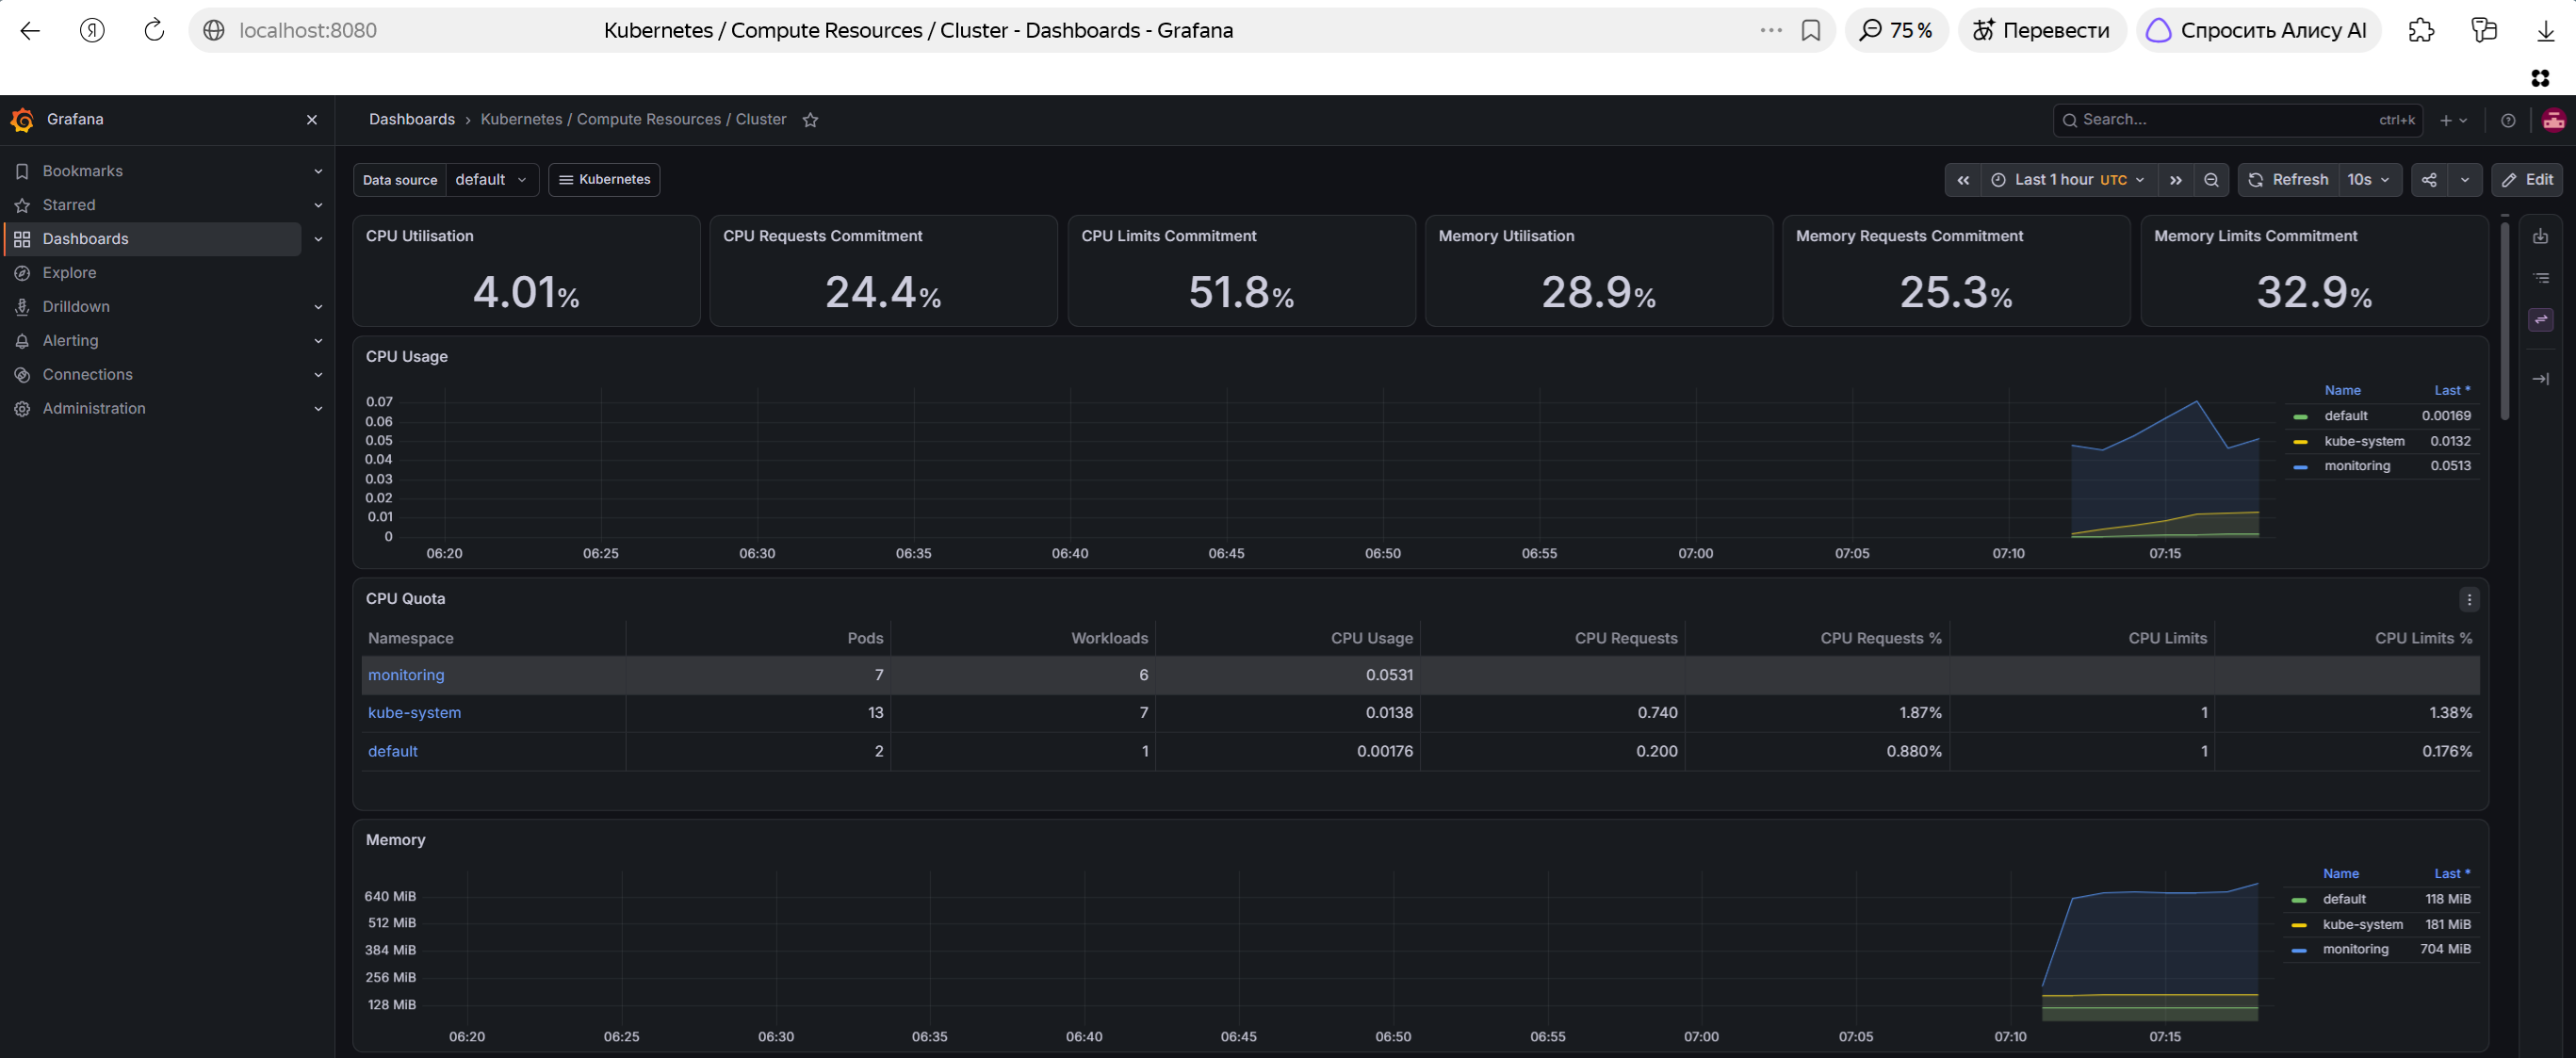 localhost:8080 Kubernetes / Compute Resources / Cluster - Dashboards - Grafana 75 % Перевести Спросить Алису AI
Grafana
Dashboards › Kubernetes / Compute Resources / Cluster Search... ctrl+k
Bookmarks
Starred
Dashboards
Explore
Drilldown
Alerting
Connections
Administration
Data source default Kubernetes Last 1 hour UTC Refresh 10s Edit
CPU Utilisation
4.01%
CPU Requests Commitment
24.4%
CPU Limits Commitment
51.8%
Memory Utilisation
28.9%
Memory Requests Commitment
25.3%
Memory Limits Commitment
32.9%
CPU Usage
0.07
0.06
0.05
0.04
0.03
0.02
0.01
0
06:20 06:25 06:30 06:35 06:40 06:45 06:50 06:55 07:00 07:05 07:10 07:15
Name Last *
default 0.00169
kube-system 0.0132
monitoring 0.0513
CPU Quota
Namespace Pods Workloads CPU Usage CPU Requests CPU Requests % CPU Limits CPU Limits %
monitoring 7 6 0.0531
kube-system 13 7 0.0138 0.740 1.87% 1 1.38%
default 2 1 0.00176 0.200 0.880% 1 0.176%
Memory
640 MiB
512 MiB
384 MiB
256 MiB
128 MiB
06:20 06:25 06:30 06:35 06:40 06:45 06:50 06:55 07:00 07:05 07:10 07:15
Name Last *
default 118 MiB
kube-system 181 MiB
monitoring 704 MiB